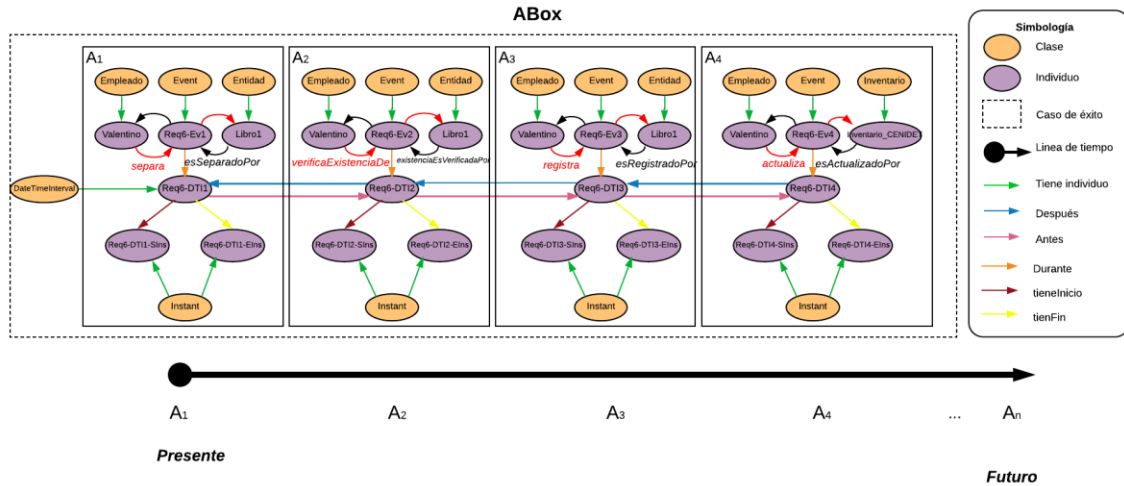 ABox
A1
Empleado
Event
Entidad
Valentino
Req6-Ev1
Libro1
separa
esSeparadoPor
Req6-DTI1
Req6-DTI1-SIns
Req6-DTI1-EIns
Instant
DateTimeInterval
A2
Empleado
Event
Entidad
Valentino
Req6-Ev2
Libro1
verificaExistenciaDe
existenciaEsVerificadaPor
Req6-DTI2
Req6-DTI2-SIns
Req6-DTI2-EIns
Instant
A3
Empleado
Event
Entidad
Valentino
Req6-Ev3
Libro1
registra
esRegistradoPor
Req6-DTI3
Req6-DTI3-SIns
Req6-DTI3-EIns
Instant
A4
Empleado
Event
Inventario
Valentino
Req6-Ev4
Inventario_CENIDET
actualiza
esActualizadoPor
Req6-DTI4
Req6-DTI4-SIns
Req6-DTI4-EIns
Instant
Simbología
Clase
Individuo
Caso de éxito
Linea de tiempo
Tiene individuo
Después
Antes
Durante
tieneInicio
tienFin
A1
A2
A3
A4
...
An
Presente
Futuro